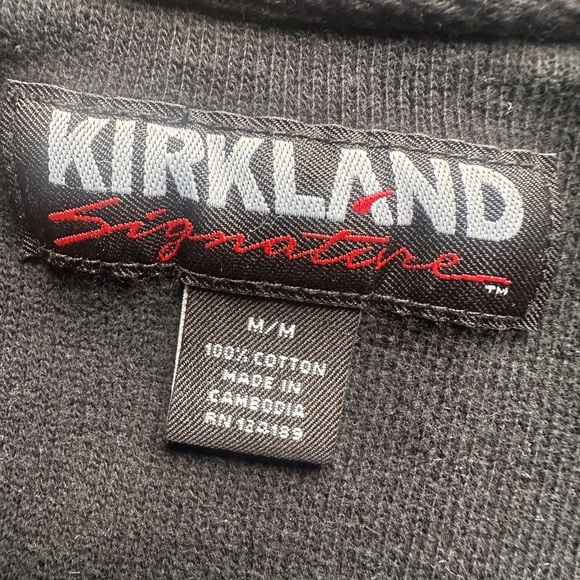 KIRKLAND
Signature™
M/M
100% COTTON
MADE IN
CAMBODIA
RN 134189